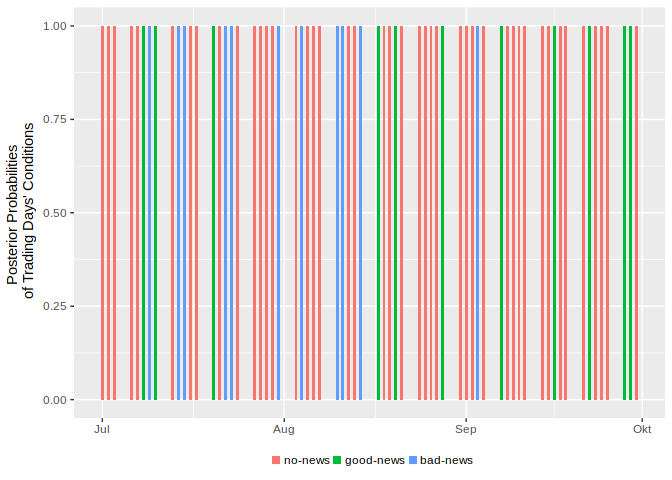 Posterior Probabilities
of Trading Days' Conditions
1.00
0.75
0.50
0.25
0.00
Jul Aug Sep Okt
no-news good-news bad-news